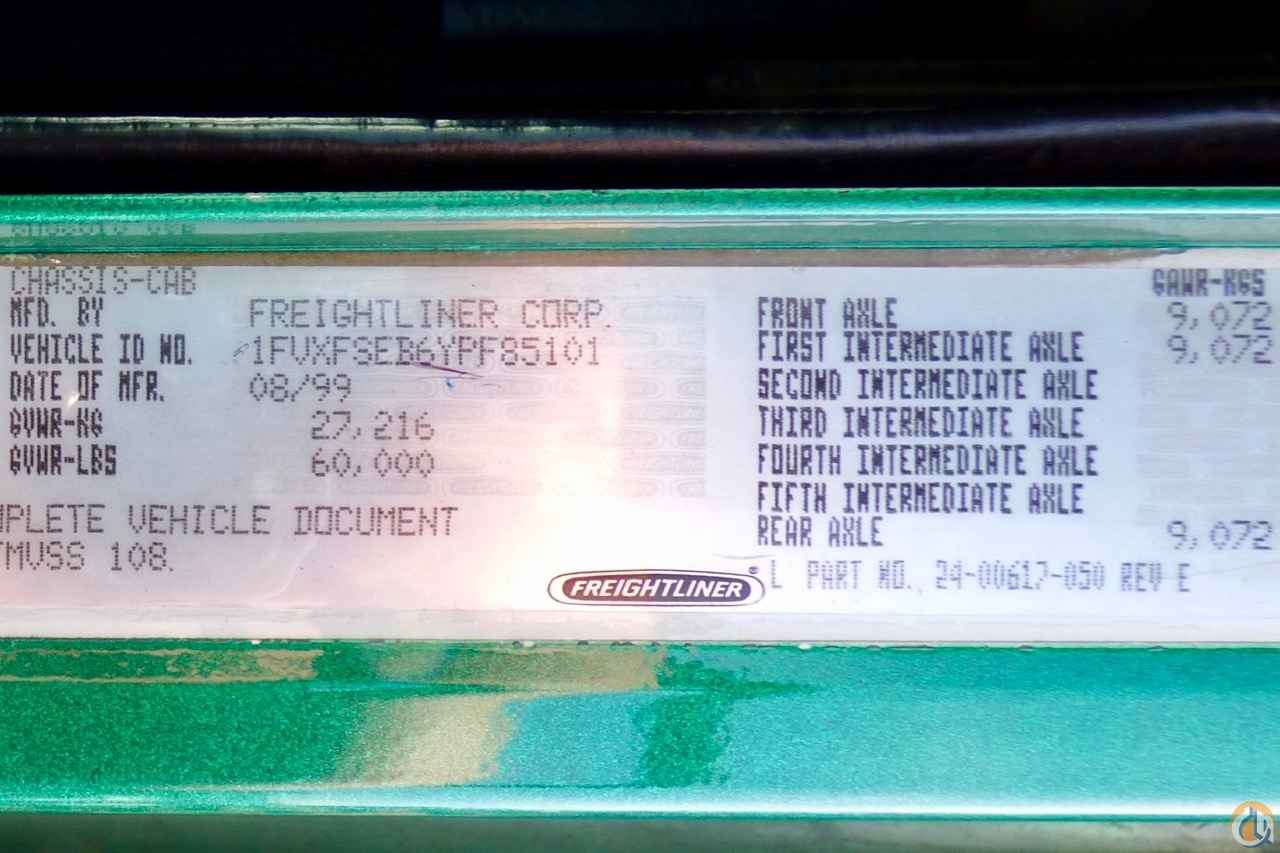 CHASSIS-CAB
MFD. BY FREIGHTLINER CORP.
VEHICLE ID NO. 1FVXFSEB6YPF85101
DATE OF MFR. 08/99
GVWR-KG 27,216
GVWR-LBS 60,000
MPLETE VEHICLE DOCUMENT
MVSS 108.
GAWR-KGS
FRONT AXLE 9,072
FIRST INTERMEDIATE AXLE 9,072
SECOND INTERMEDIATE AXLE
THIRD INTERMEDIATE AXLE
FOURTH INTERMEDIATE AXLE
FIFTH INTERMEDIATE AXLE
REAR AXLE 9,072
FREIGHTLINER®
L PART NO., 24-00617-050 REV E